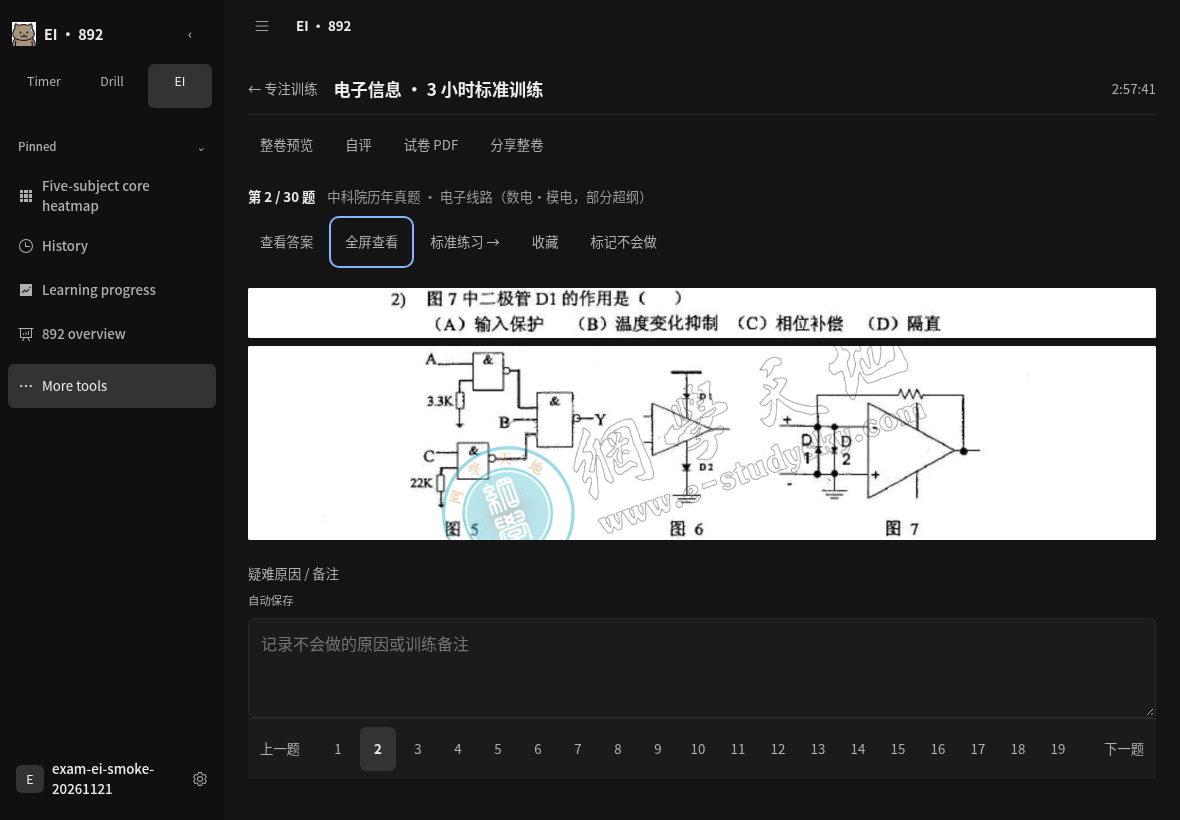 EI • 892
‹
Timer
Drill
EI
Pinned
Five-subject core
heatmap
History
Learning progress
892 overview
More tools
E
exam-ei-smoke-
20261121
EI • 892
← 专注训练
电子信息 • 3 小时标准训练
2:57:41
整卷预览
自评
试卷 PDF
分享整卷
第 2 / 30 题
中科院历年真题 · 电子线路（数电·模电，部分超纲）
查看答案
全屏查看
标准练习 →
收藏
标记不会做
2) 图 7 中二极管 D1 的作用是（ ）
（A）输入保护 （B）温度变化抑制 （C）相位补偿 （D）隔直
A
&
3.3K
B
&
Y
C
&
22K
图 5
D1
D2
图 6
+
D
1
D
2
-
-
+
图 7
網學天地
www.e-studysky.com
网学天地
疑难原因 / 备注
自动保存
记录不会做的原因或训练备注
上一题 1 2 3 4 5 6 7 8 9 10 11 12 13 14 15 16 17 18 19 下一题